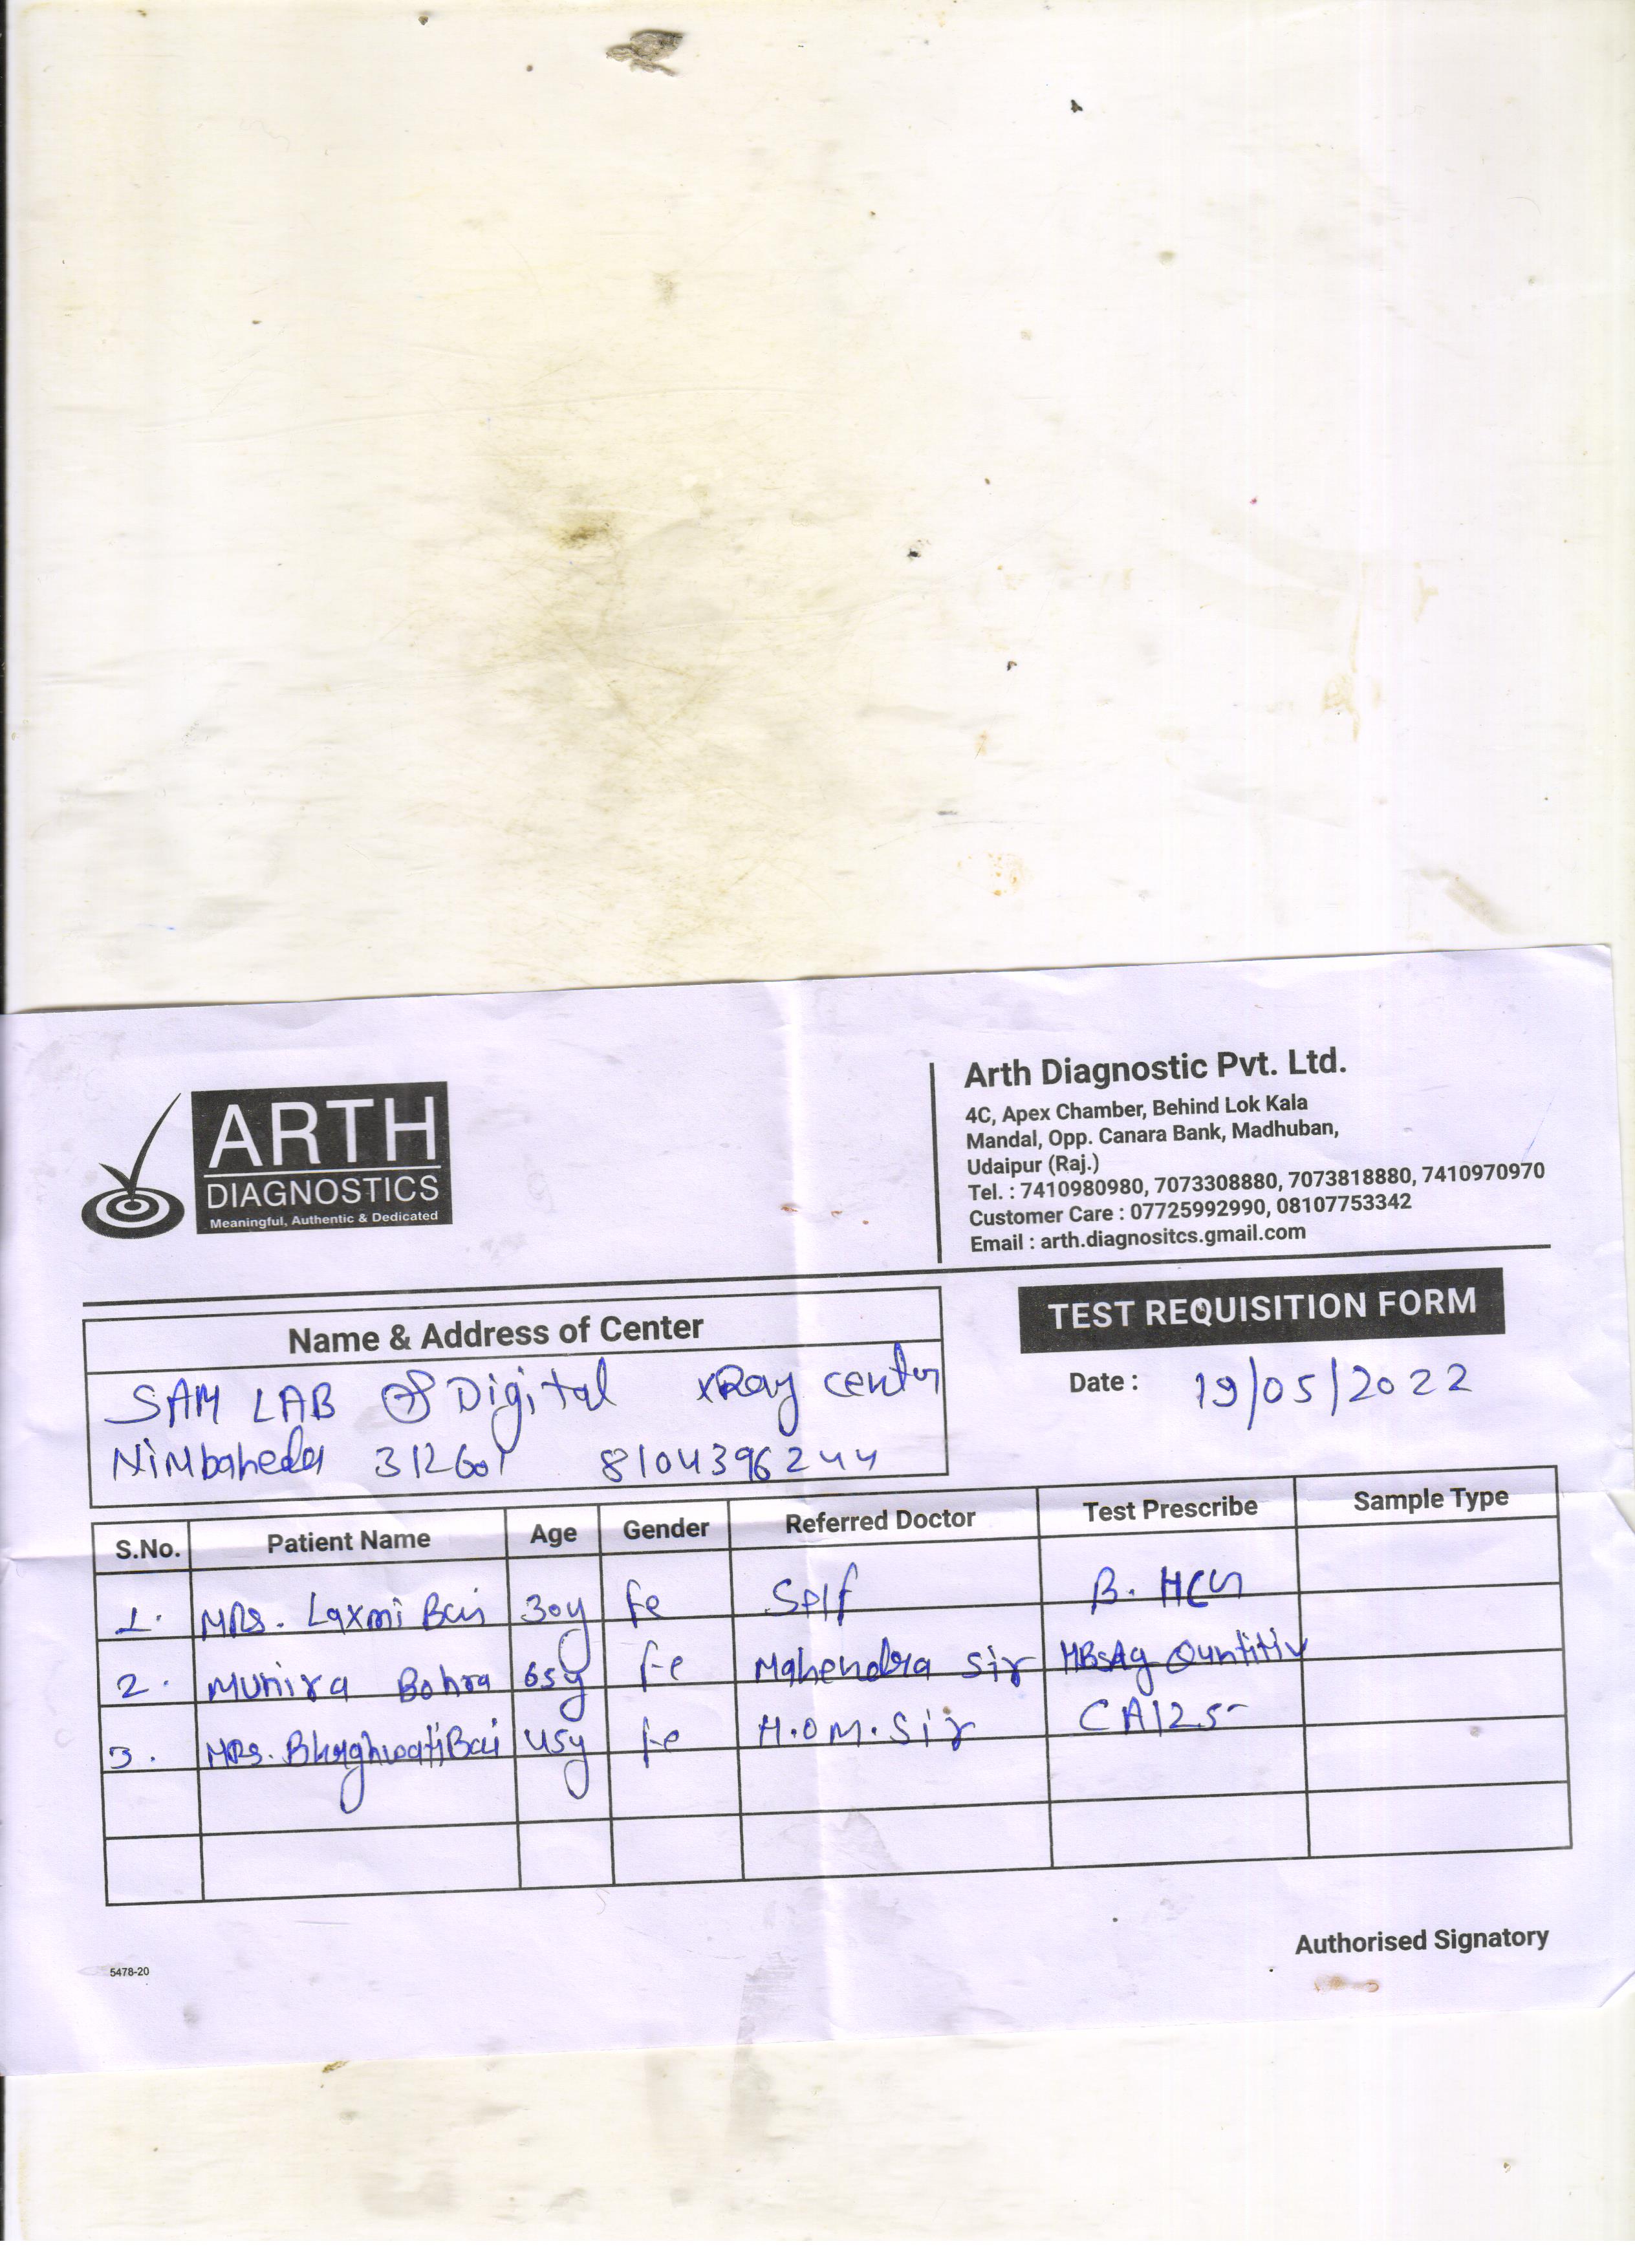 ARTH
DIAGNOSTICS
Meaningful, Authentic & Dedicated
Arth Diagnostic Pvt. Ltd.
4C, Apex Chamber, Behind Lok Kala
Mandal, Opp. Canara Bank, Madhuban,
Udaipur (Raj.)
Tel. : 7410980980, 7073308880, 7073818880, 7410970970
Customer Care : 07725992990, 08107753342
Email : arth.diagnositcs.gmail.com
TEST REQUISITION FORM
Date : 19/05/2022
Name & Address of Center
SAM LAB Digital xRay center
Nimbaheda 312601 8104396244
S.No. Patient Name Age Gender Referred Doctor Test Prescribe Sample Type
1. MRS. Laxmi Bai 30y fe Self B. HCG
2. Munira Bohra 65y fe Mahendra Sir HBsAg Quntitiv
3. MRS. Bhaghwati Bai 45y fe H.O.M. Sir CA125
Authorised Signatory
5478-20